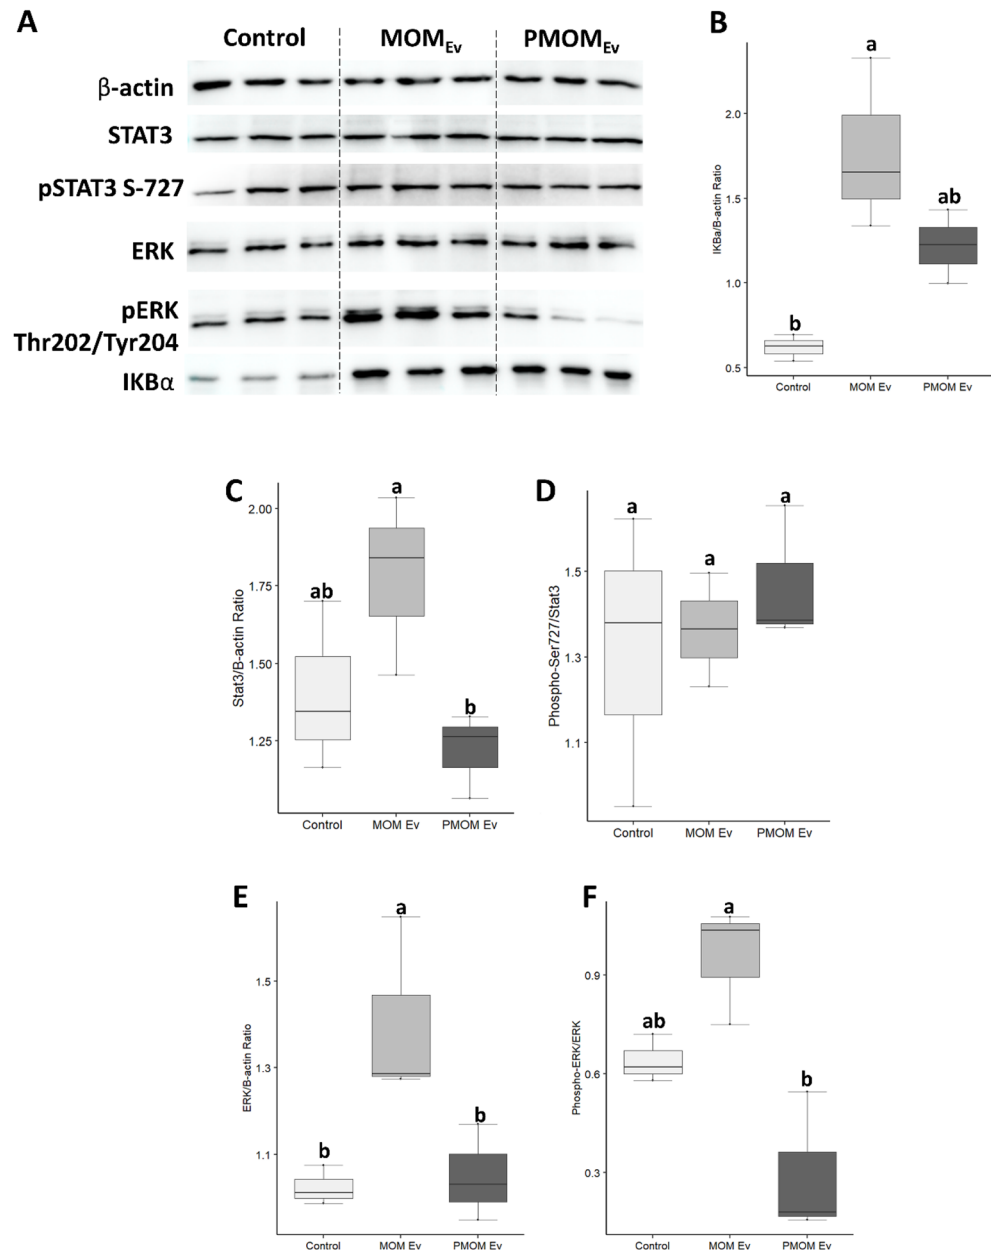 A
Control MOM_Ev PMOM_Ev
β-actin
STAT3
pSTAT3 S-727
ERK
pERK
Thr202/Tyr204
IKBα
B
IKBa/B-actin Ratio
2.0
1.5
1.0
0.5
b
a
ab
Control MOM Ev PMOM Ev
C
Stat3/B-actin Ratio
2.00
1.75
1.50
1.25
ab
a
b
Control MOM Ev PMOM Ev
D
Phospho-Ser727/Stat3
1.5
1.3
1.1
a
a
a
Control MOM Ev PMOM Ev
E
ERK/B-actin Ratio
1.5
1.3
1.1
b
a
b
Control MOM Ev PMOM Ev
F
Phospho-ERK/ERK
0.9
0.6
0.3
ab
a
b
Control MOM Ev PMOM Ev